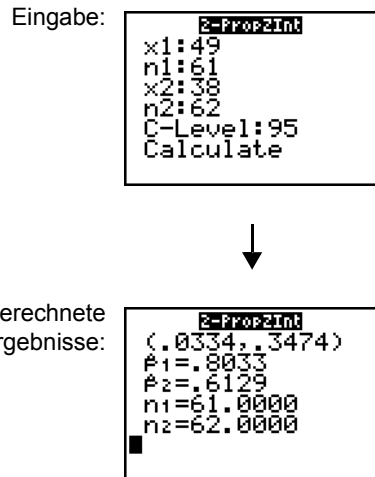 Eingabe:
2-PropZInt
x1:49
n1:61
x2:38
n2:62
C-Level:95
Calculate
erechnete
rgebnisse:
2-PropZInt
(.0334,.3474)
p̂1=.8033
p̂2=.6129
n1=61.0000
n2=62.0000